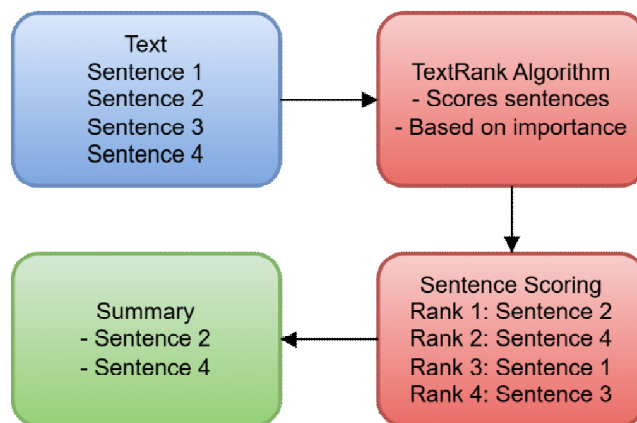 Text
Sentence 1
Sentence 2
Sentence 3
Sentence 4
TextRank Algorithm
- Scores sentences
- Based on importance
Sentence Scoring
Rank 1: Sentence 2
Rank 2: Sentence 4
Rank 3: Sentence 1
Rank 4: Sentence 3
Summary
- Sentence 2
- Sentence 4